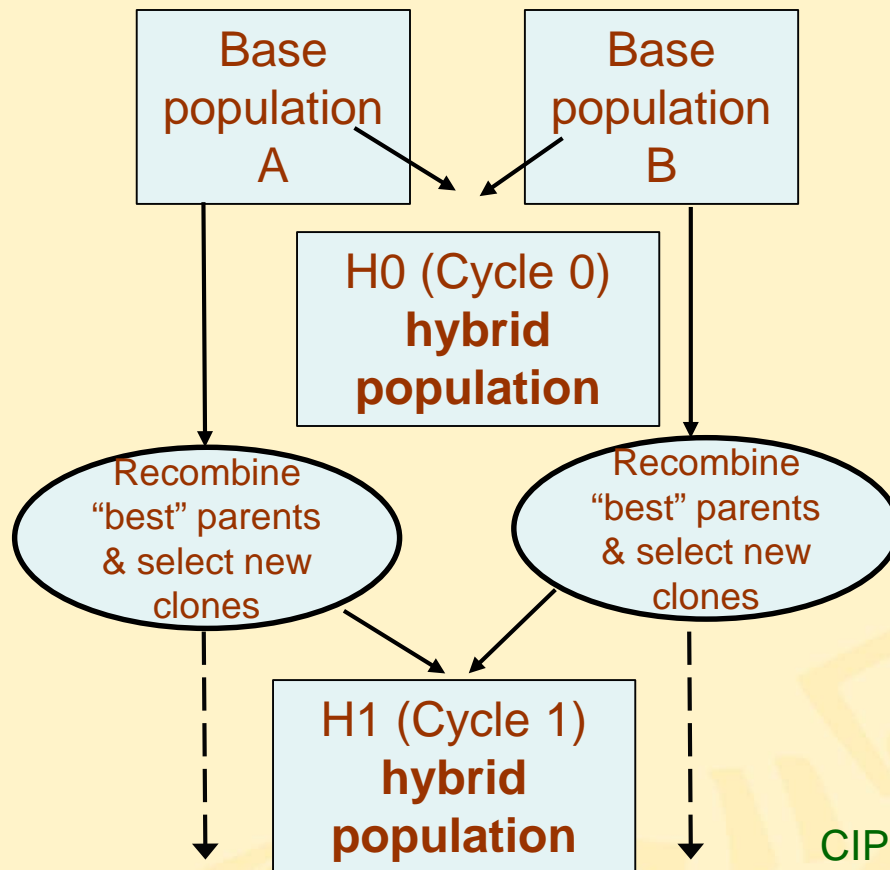 Base
population
A
Base
population
B
H0 (Cycle 0)
hybrid
population
Recombine
“best” parents
& select new
clones
Recombine
“best” parents
& select new
clones
H1 (Cycle 1)
hybrid
population
CIP